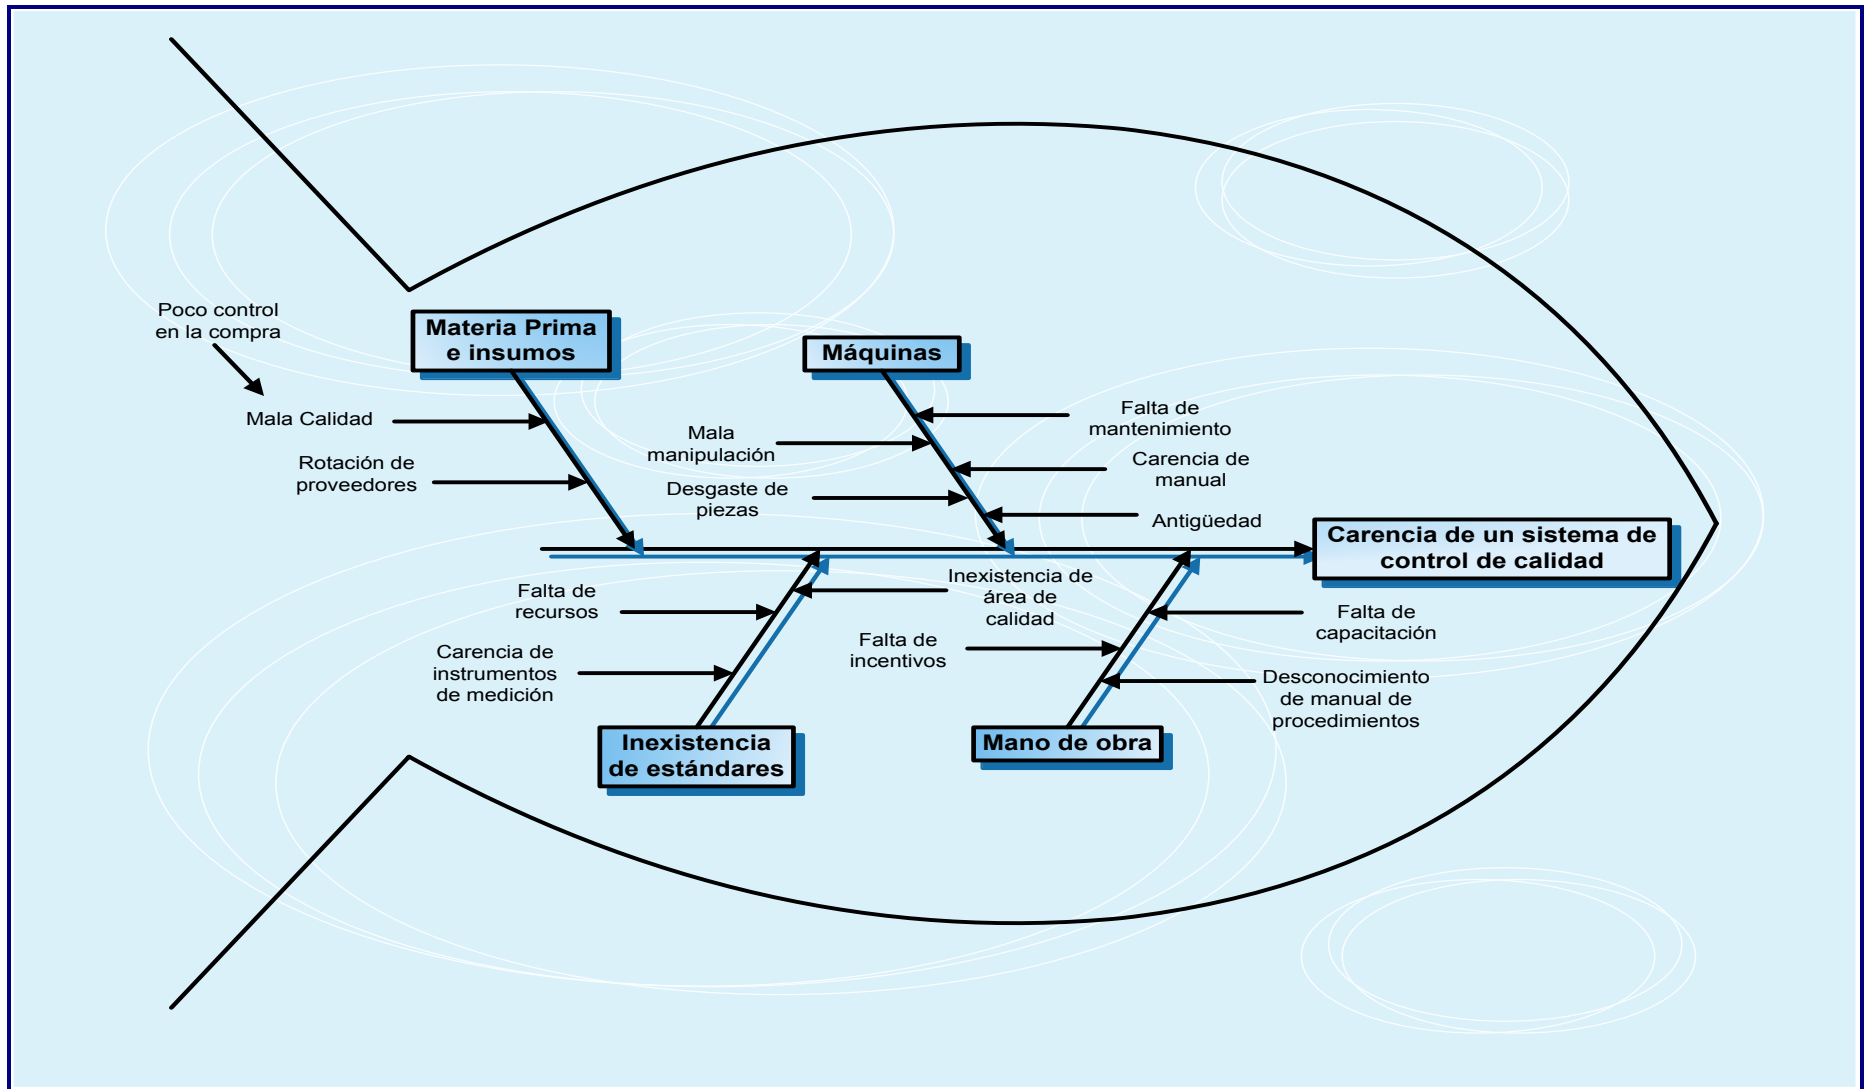 Poco control
en la compra
Materia Prima
e insumos
Máquinas
Mala Calidad
Rotación de
proveedores
Mala
manipulación
Desgaste de
piezas
Falta de
mantenimiento
Carencia de
manual
Antigüedad
Carencia de un sistema de
control de calidad
Falta de
recursos
Carencia de
instrumentos
de medición
Inexistencia de
área de
calidad
Falta de
incentivos
Falta de
capacitación
Desconocimiento
de manual de
procedimientos
Inexistencia
de estándares
Mano de obra